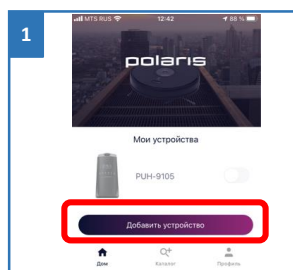 1
MTS RUS 12:42 88 %
polaris
Мои устройства
PUH-9105
Добавить устройство
Дом Каталог Профиль